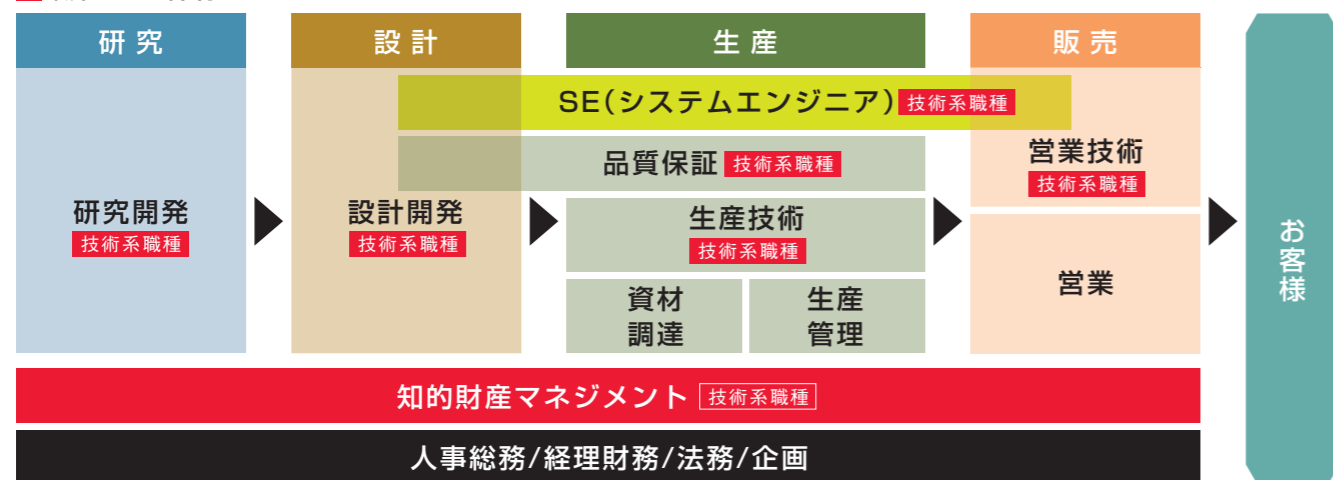 研究
設計
生産
販売
SE(システムエンジニア) 技術系職種
品質保証 技術系職種
営業技術
技術系職種
研究開発
技術系職種
設計開発
技術系職種
生産技術
技術系職種
資材
調達
生産
管理
営業
お客様
知的財産マネジメント 技術系職種
人事総務/経理財務/法務/企画